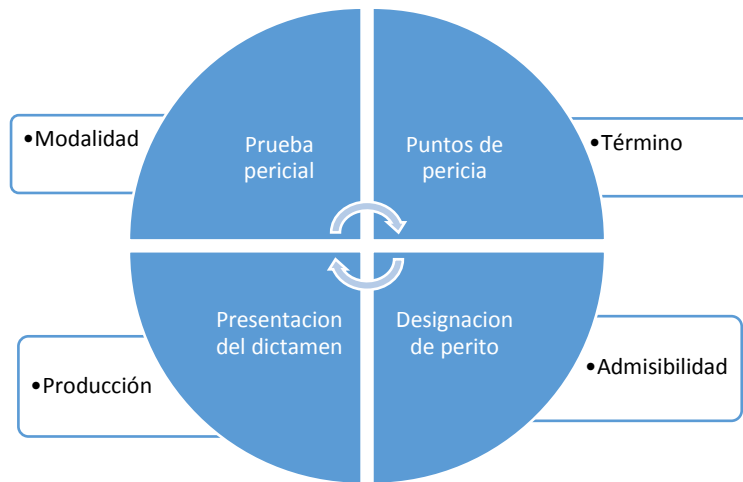 •Modalidad
Prueba
pericial
Puntos de
pericia
•Término
Presentacion
del dictamen
Designacion
de perito
•Producción
•Admisibilidad